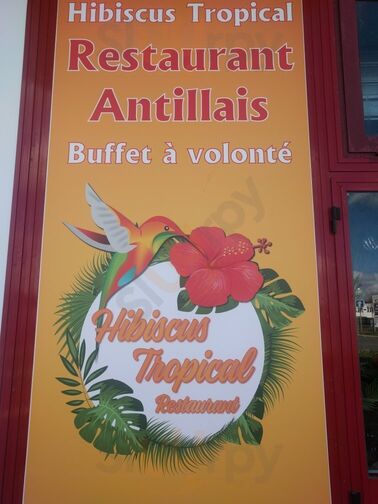 Hibiscus Tropical
Restaurant
Antillais
Buffet à volonté
Hibiscus
Tropical
Restaurant